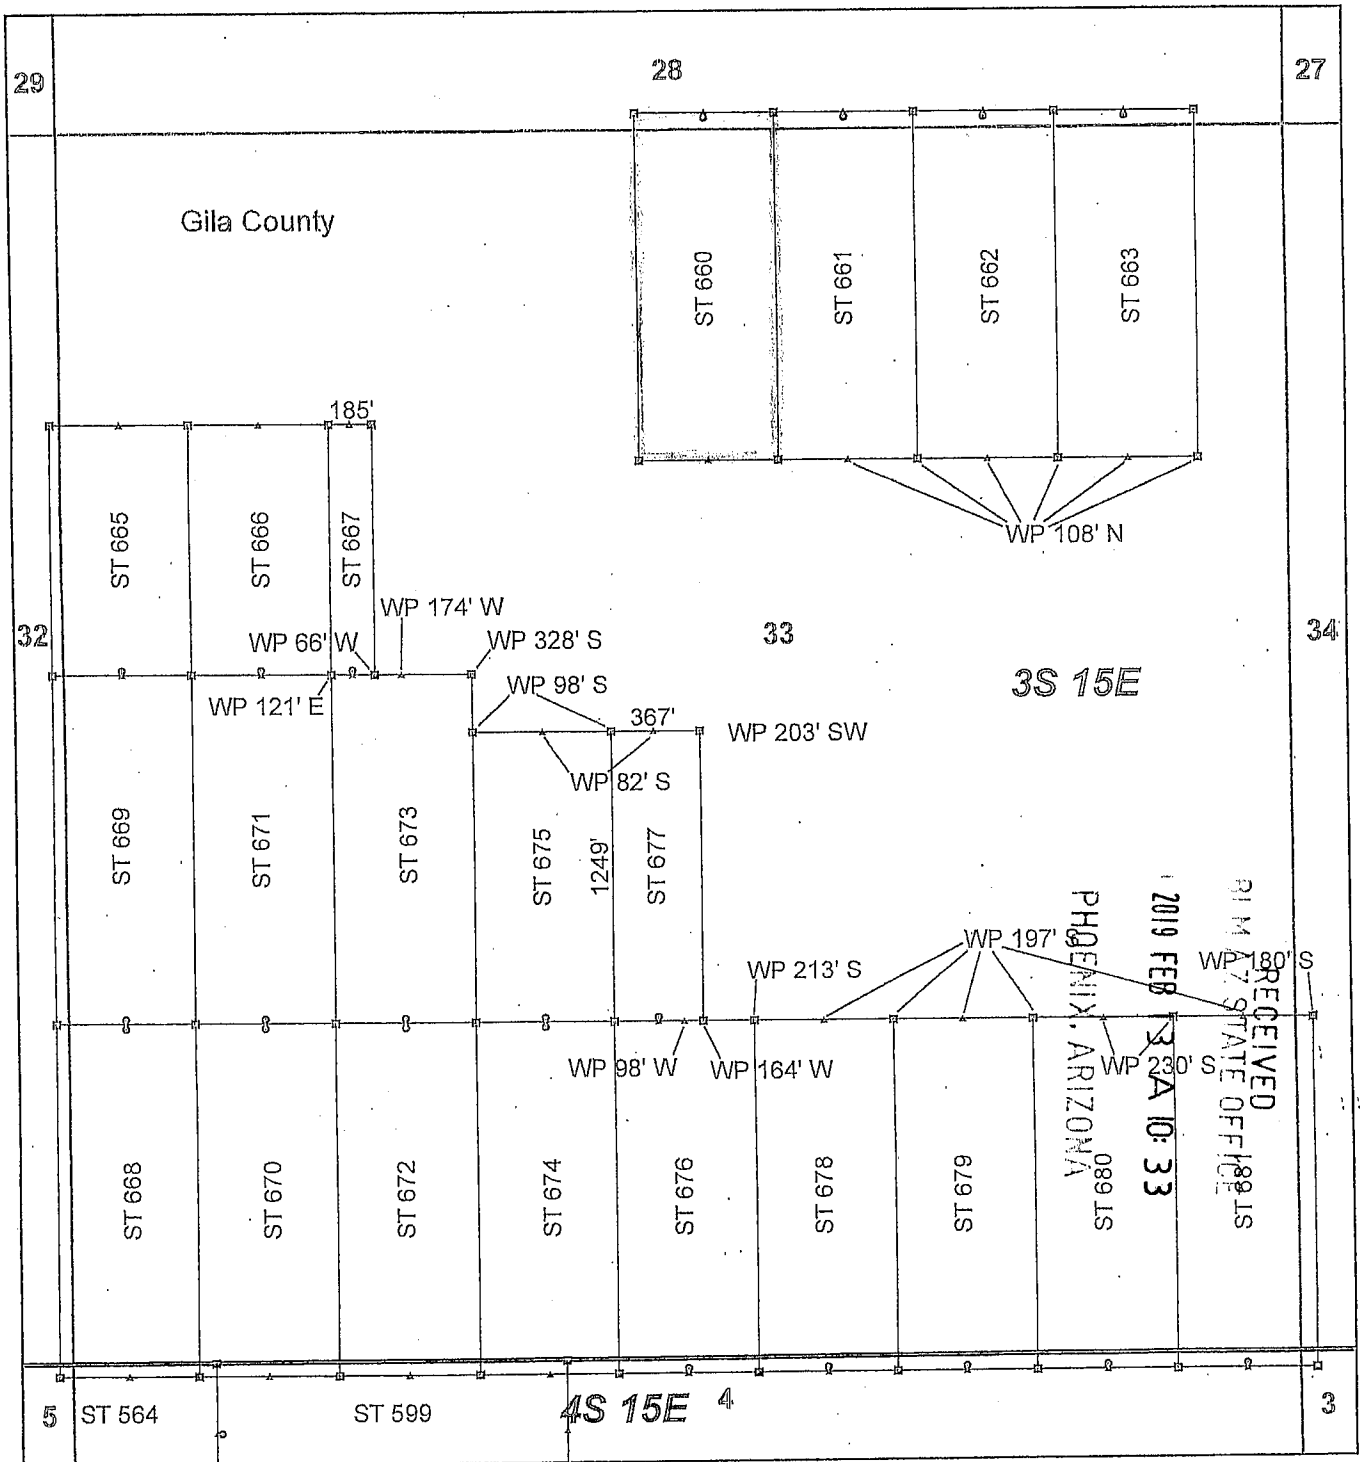 29
28
27
Gila County
ST 660
ST 661
ST 662
ST 663
185'
WP 108' N
ST 665
ST 666
ST 667
WP 174' W
32
WP 66' W
WP 328' S
33
34
WP 98' S
3S 15E
WP 121' E
367'
WP 203' SW
WP 82' S
ST 669
ST 671
ST 673
ST 675
1249'
ST 677
WP 197' S
WP 180' S
WP 213' S
WP 98' W
WP 164' W
WP 230' S
RECEIVED
BLM AZ STATE OFFICE
2019 FEB 13 A 10: 33
PHOENIX, ARIZONA
ST 668
ST 670
ST 672
ST 674
ST 676
ST 678
ST 679
ST 680
ST 681
5
ST 564
ST 599
4S 15E
4
3